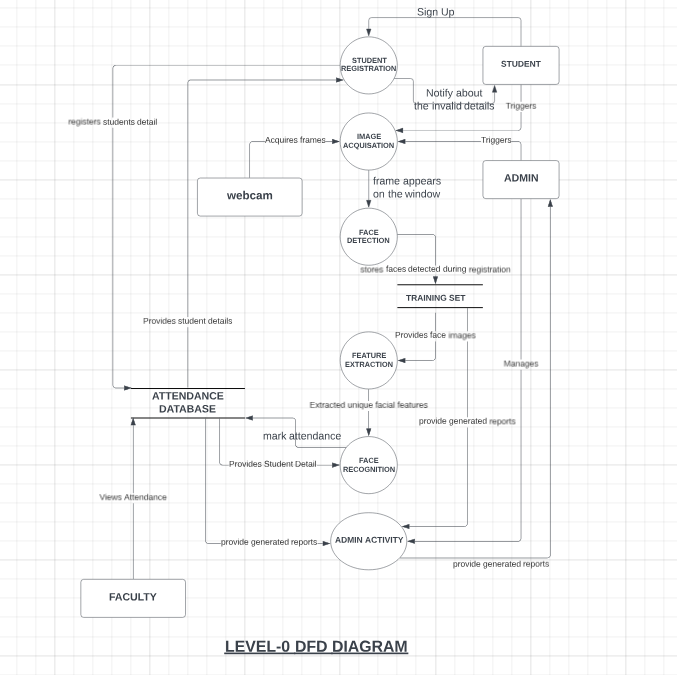 Sign Up
STUDENT
REGISTRATION
STUDENT
Notify about
the invalid details
Triggers
registers students detail
IMAGE
ACQUISATION
Acquires frames
Triggers
ADMIN
webcam
frame appears
on the window
FACE
DETECTION
stores faces detected during registration
TRAINING SET
Provides student details
Provides face images
FEATURE
EXTRACTION
Manages
ATTENDANCE
DATABASE
Extracted unique facial features
provide generated reports
mark attendance
Provides Student Detail
FACE
RECOGNITION
Views Attendance
provide generated reports
ADMIN ACTIVITY
provide generated reports
FACULTY
LEVEL-0 DFD DIAGRAM